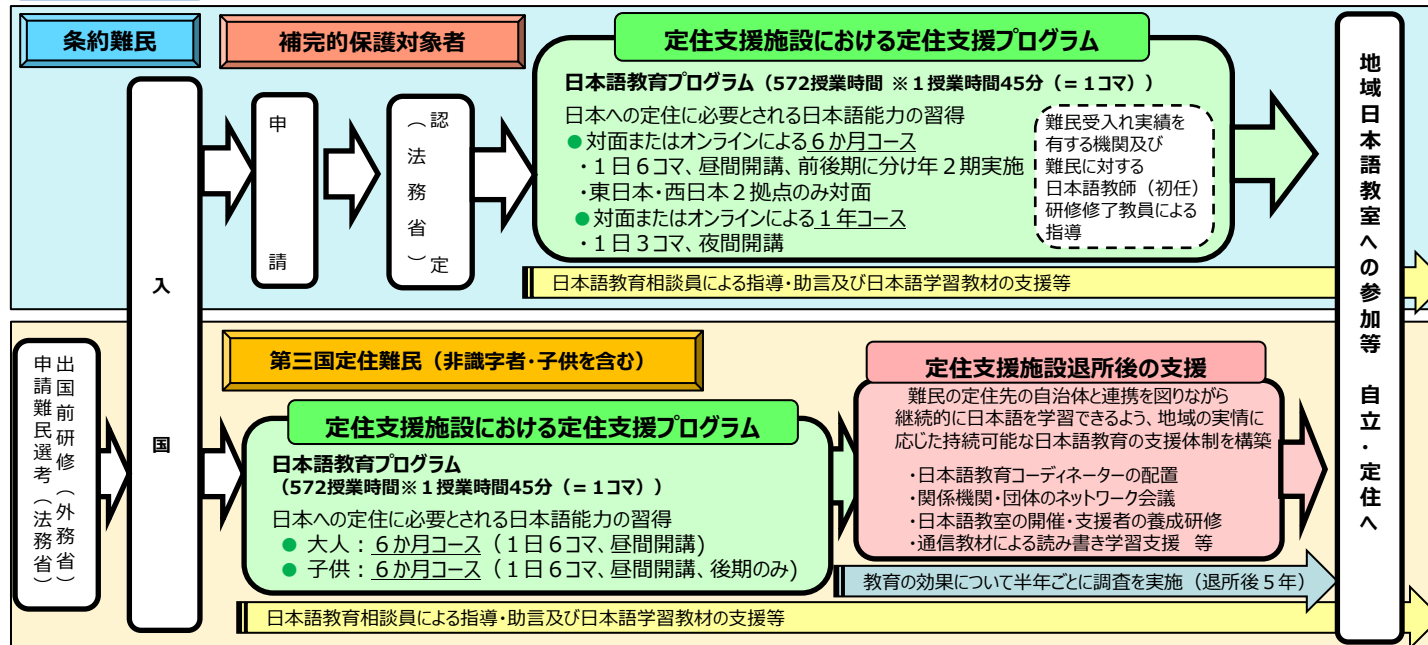 条約難民
補完的保護対象者
入国
申請
認定
（法務省）
定住支援施設における定住支援プログラム
日本語教育プログラム（572授業時間 ※１授業時間45分（＝１コマ））
日本への定住に必要とされる日本語能力の習得
● 対面またはオンラインによる６か月コース
・１日６コマ、昼間開講、前後期に分け年２期実施
・東日本・西日本２拠点のみ対面
● 対面またはオンラインによる１年コース
・１日３コマ、夜間開講
難民受入れ実績を
有する機関及び
難民に対する
日本語教師（初任）
研修修了教員による
指導
日本語教育相談員による指導・助言及び日本語学習教材の支援等
地域日本語教室への参加等　自立・定住へ
出国前研修（外務省）
申請難民選考（法務省）
第三国定住難民（非識字者・子供を含む）
定住支援施設における定住支援プログラム
日本語教育プログラム
（572授業時間※１授業時間45分（＝１コマ））
日本への定住に必要とされる日本語能力の習得
● 大人：６か月コース（１日６コマ、昼間開講)
● 子供：６か月コース（１日６コマ、昼間開講、後期のみ)
定住支援施設退所後の支援
難民の定住先の自治体と連携を図りながら
継続的に日本語を学習できるよう、地域の実情に
応じた持続可能な日本語教育の支援体制を構築
・日本語教育コーディネーターの配置
・関係機関・団体のネットワーク会議
・日本語教室の開催・支援者の養成研修
・通信教材による読み書き学習支援　等
教育の効果について半年ごとに調査を実施（退所後５年）
日本語教育相談員による指導・助言及び日本語学習教材の支援等